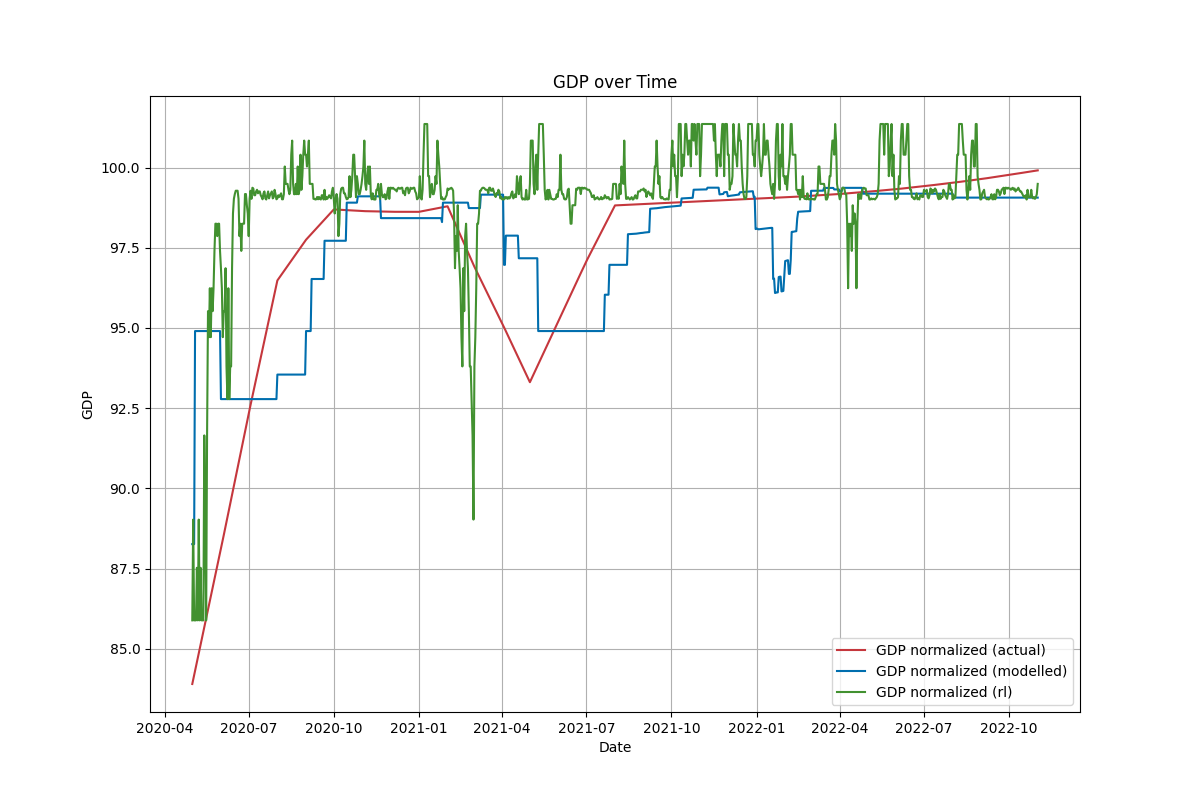 GDP over Time
GDP
100.0
97.5
95.0
92.5
90.0
87.5
85.0
GDP normalized (actual)
GDP normalized (modelled)
GDP normalized (rl)
2020-04 2020-07 2020-10 2021-01 2021-04 2021-07 2021-10 2022-01 2022-04 2022-07 2022-10
Date